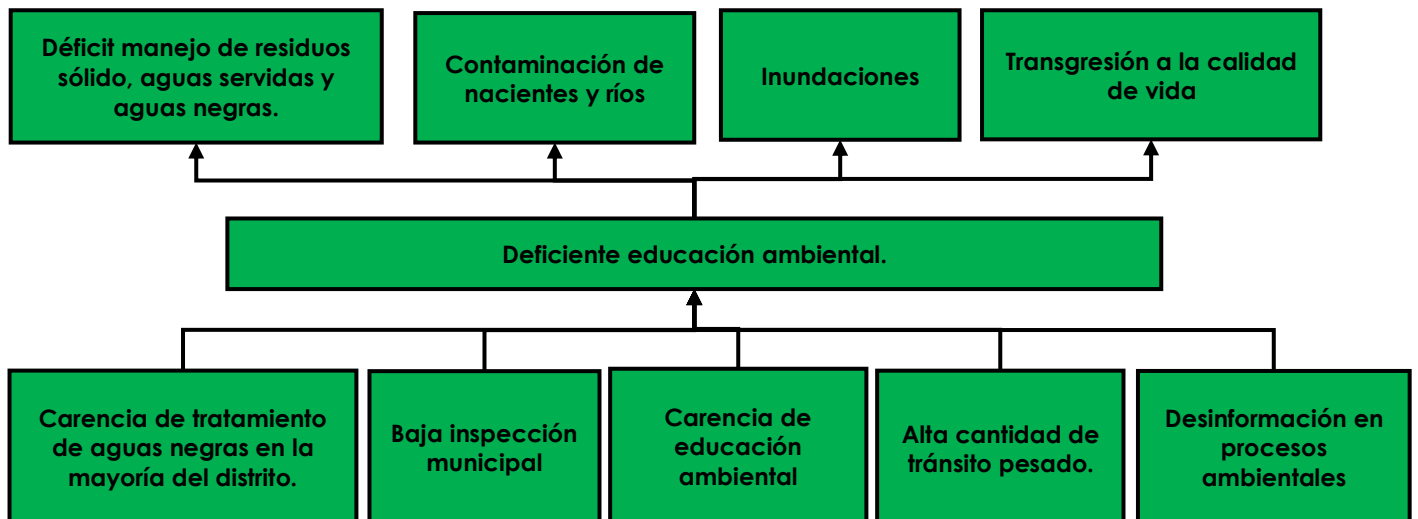 Déficit manejo de residuos
sólido, aguas servidas y
aguas negras.
Contaminación de
nacientes y ríos
Inundaciones
Transgresión a la calidad
de vida
Deficiente educación ambiental.
Carencia de tratamiento
de aguas negras en la
mayoría del distrito.
Baja inspección
municipal
Carencia de
educación
ambiental
Alta cantidad de
tránsito pesado.
Desinformación en
procesos
ambientales